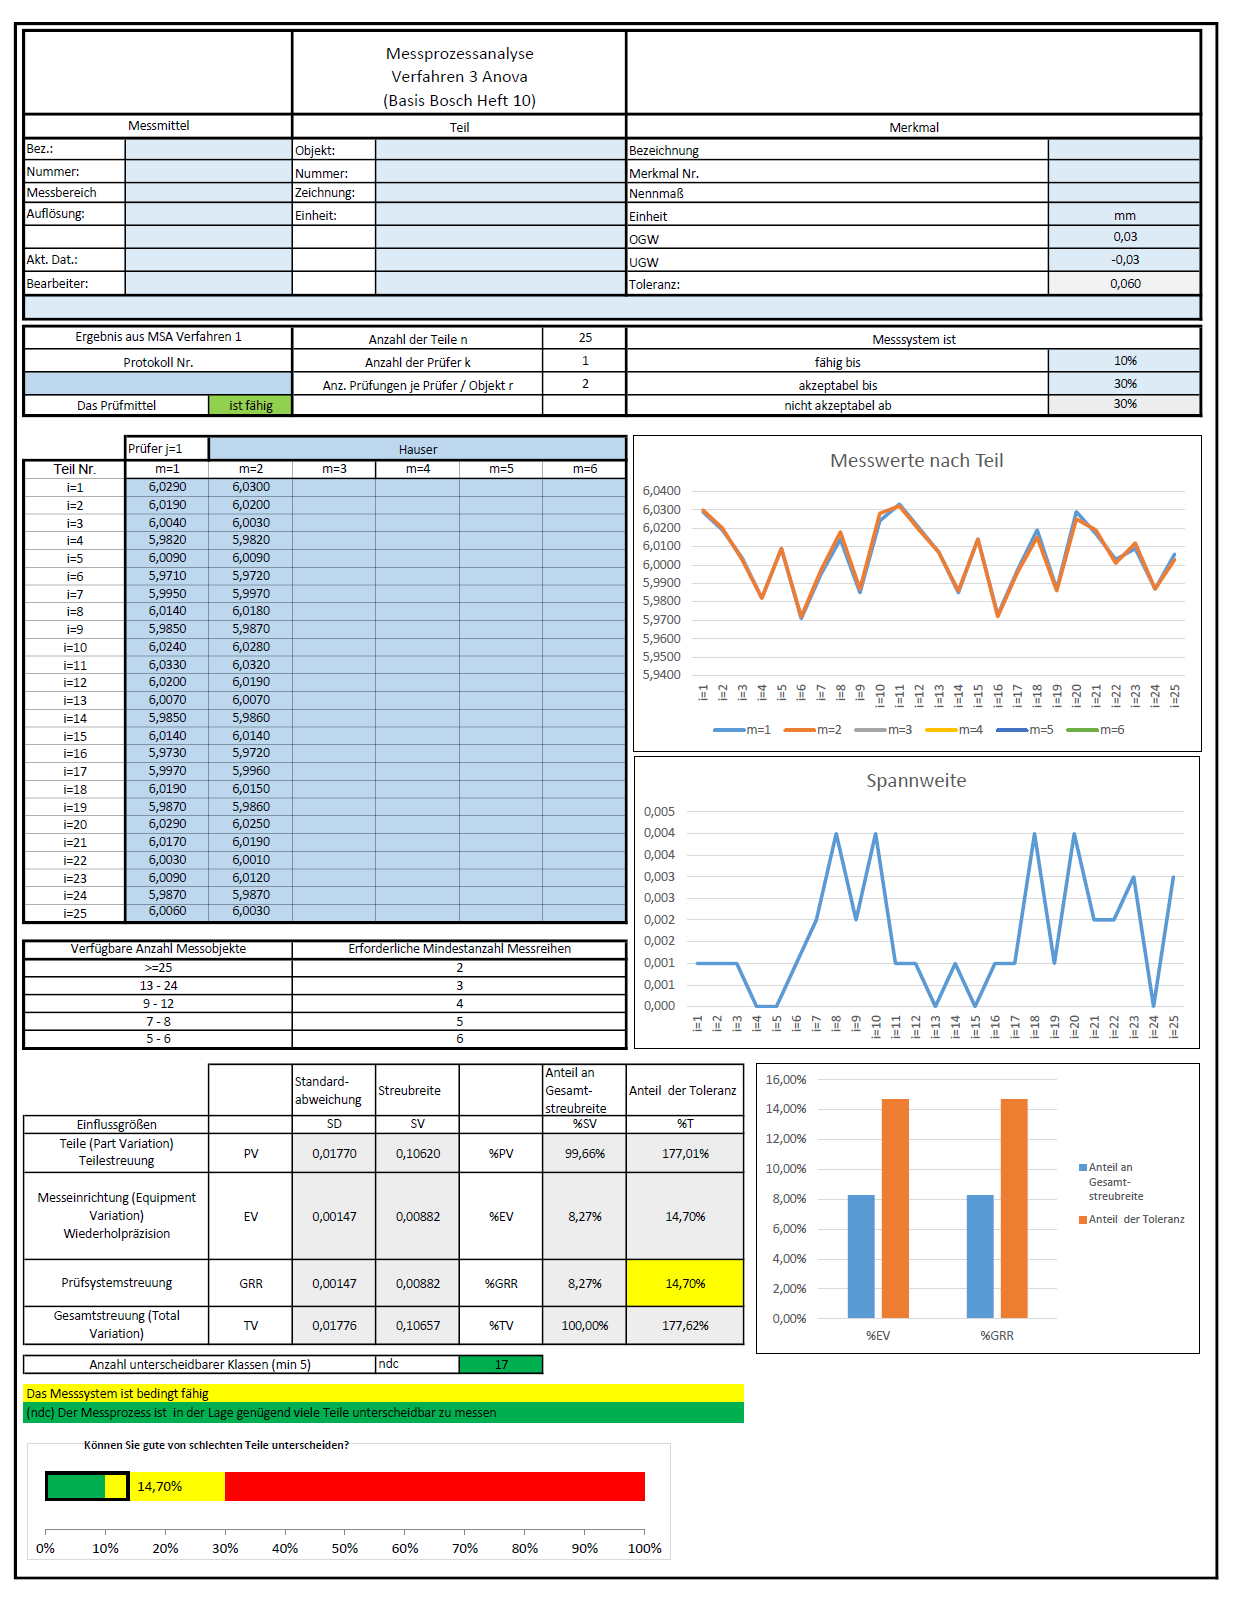 Messprozessanalyse
Verfahren 3 Anova
(Basis Bosch Heft 10)
Messmittel Teil Merkmal
Bez.: Objekt: Bezeichnung
Nummer: Nummer: Merkmal Nr.
Messbereich Zeichnung: Nennmaß
Auflösung: Einheit: Einheit mm
OGW 0,03
Akt. Dat.: UGW -0,03
Bearbeiter: Toleranz: 0,060
Ergebnis aus MSA Verfahren 1 Anzahl der Teile n 25 Messsystem ist
Protokoll Nr. Anzahl der Prüfer k 1 fähig bis 10%
Anz. Prüfungen je Prüfer / Objekt r 2 akzeptabel bis 30%
Das Prüfmittel ist fähig nicht akzeptabel ab 30%
Prüfer j=1 Hauser
Teil Nr. m=1 m=2 m=3 m=4 m=5 m=6
i=1 6,0290 6,0300
i=2 6,0190 6,0200
i=3 6,0040 6,0030
i=4 5,9820 5,9820
i=5 6,0090 6,0090
i=6 5,9710 5,9720
i=7 5,9950 5,9970
i=8 6,0140 6,0180
i=9 5,9850 5,9870
i=10 6,0240 6,0280
i=11 6,0330 6,0320
i=12 6,0200 6,0190
i=13 6,0070 6,0070
i=14 5,9850 5,9860
i=15 6,0140 6,0140
i=16 5,9730 5,9720
i=17 5,9970 5,9960
i=18 6,0190 6,0150
i=19 5,9870 5,9860
i=20 6,0290 6,0250
i=21 6,0170 6,0190
i=22 6,0030 6,0010
i=23 6,0090 6,0120
i=24 5,9870 5,9870
i=25 6,0060 6,0030
Messwerte nach Teil
6,0400
6,0300
6,0200
6,0100
6,0000
5,9900
5,9800
5,9700
5,9600
5,9500
5,9400
i=1 i=2 i=3 i=4 i=5 i=6 i=7 i=8 i=9 i=10 i=11 i=12 i=13 i=14 i=15 i=16 i=17 i=18 i=19 i=20 i=21 i=22 i=23 i=24 i=25
m=1 m=2 m=3 m=4 m=5 m=6
Spannweite
0,005
0,004
0,004
0,003
0,003
0,002
0,002
0,001
0,001
0,000
i=1 i=2 i=3 i=4 i=5 i=6 i=7 i=8 i=9 i=10 i=11 i=12 i=13 i=14 i=15 i=16 i=17 i=18 i=19 i=20 i=21 i=22 i=23 i=24 i=25
Verfügbare Anzahl Messobjekte Erforderliche Mindestanzahl Messreihen
>=25 2
13 - 24 3
9 - 12 4
7 - 8 5
5 - 6 6
Standard-
abweichung
Streubreite
Anteil an
Gesamt-
streubreite
Anteil der Toleranz
Einflussgrößen SD SV %SV %T
Teile (Part Variation)
Teilestreuung
PV 0,01770 0,10620 %PV 99,66% 177,01%
Messeinrichtung (Equipment
Variation)
Wiederholpräzision
EV 0,00147 0,00882 %EV 8,27% 14,70%
Prüfsystemstreuung GRR 0,00147 0,00882 %GRR 8,27% 14,70%
Gesamtstreuung (Total
Variation)
TV 0,01776 0,10657 %TV 100,00% 177,62%
16,00%
14,00%
12,00%
10,00%
8,00%
6,00%
4,00%
2,00%
0,00%
%EV %GRR
Anteil an
Gesamt-
streubreite
Anteil der Toleranz
Anzahl unterscheidbarer Klassen (min 5) ndc 17
Das Messsystem ist bedingt fähig
(ndc) Der Messprozess ist in der Lage genügend viele Teile unterscheidbar zu messen
Können Sie gute von schlechten Teile unterscheiden?
14,70%
0% 10% 20% 30% 40% 50% 60% 70% 80% 90% 100%